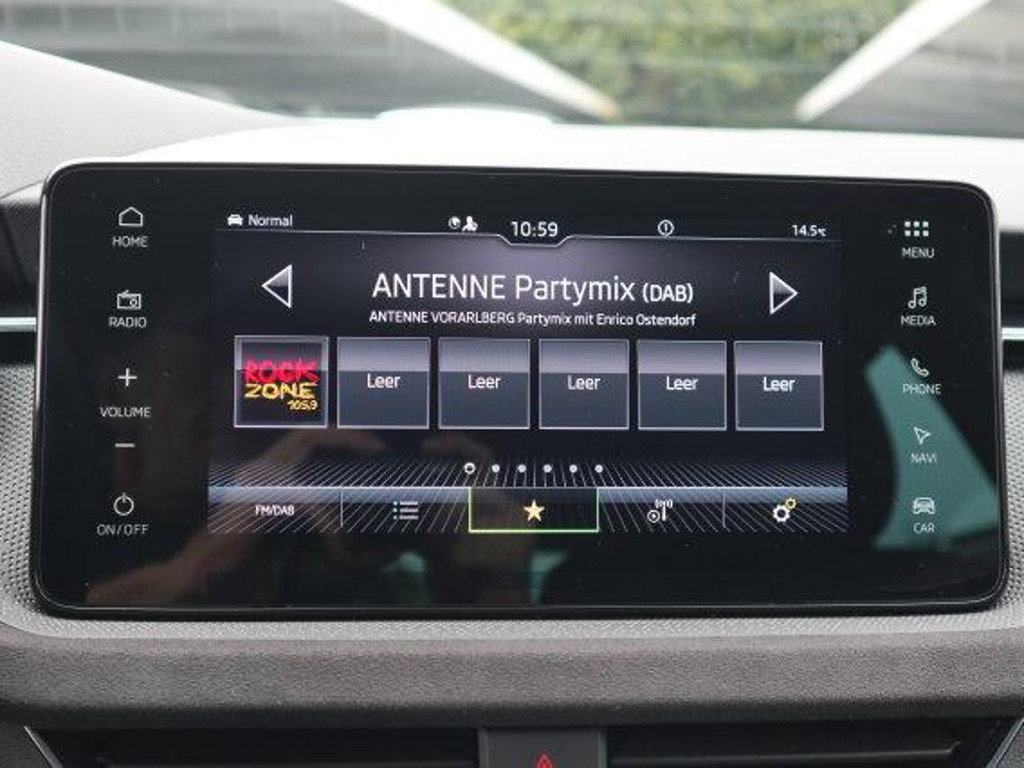 HOME
RADIO
VOLUME
ON/OFF
Normal
10:59
14.5°C
ANTENNE Partymix (DAB)
ANTENNE VORARLBERG Partymix mit Enrico Ostendorf
ROCK
ZONE
105,9
Leer
Leer
Leer
Leer
Leer
FM/DAB
MENU
MEDIA
PHONE
NAVI
CAR